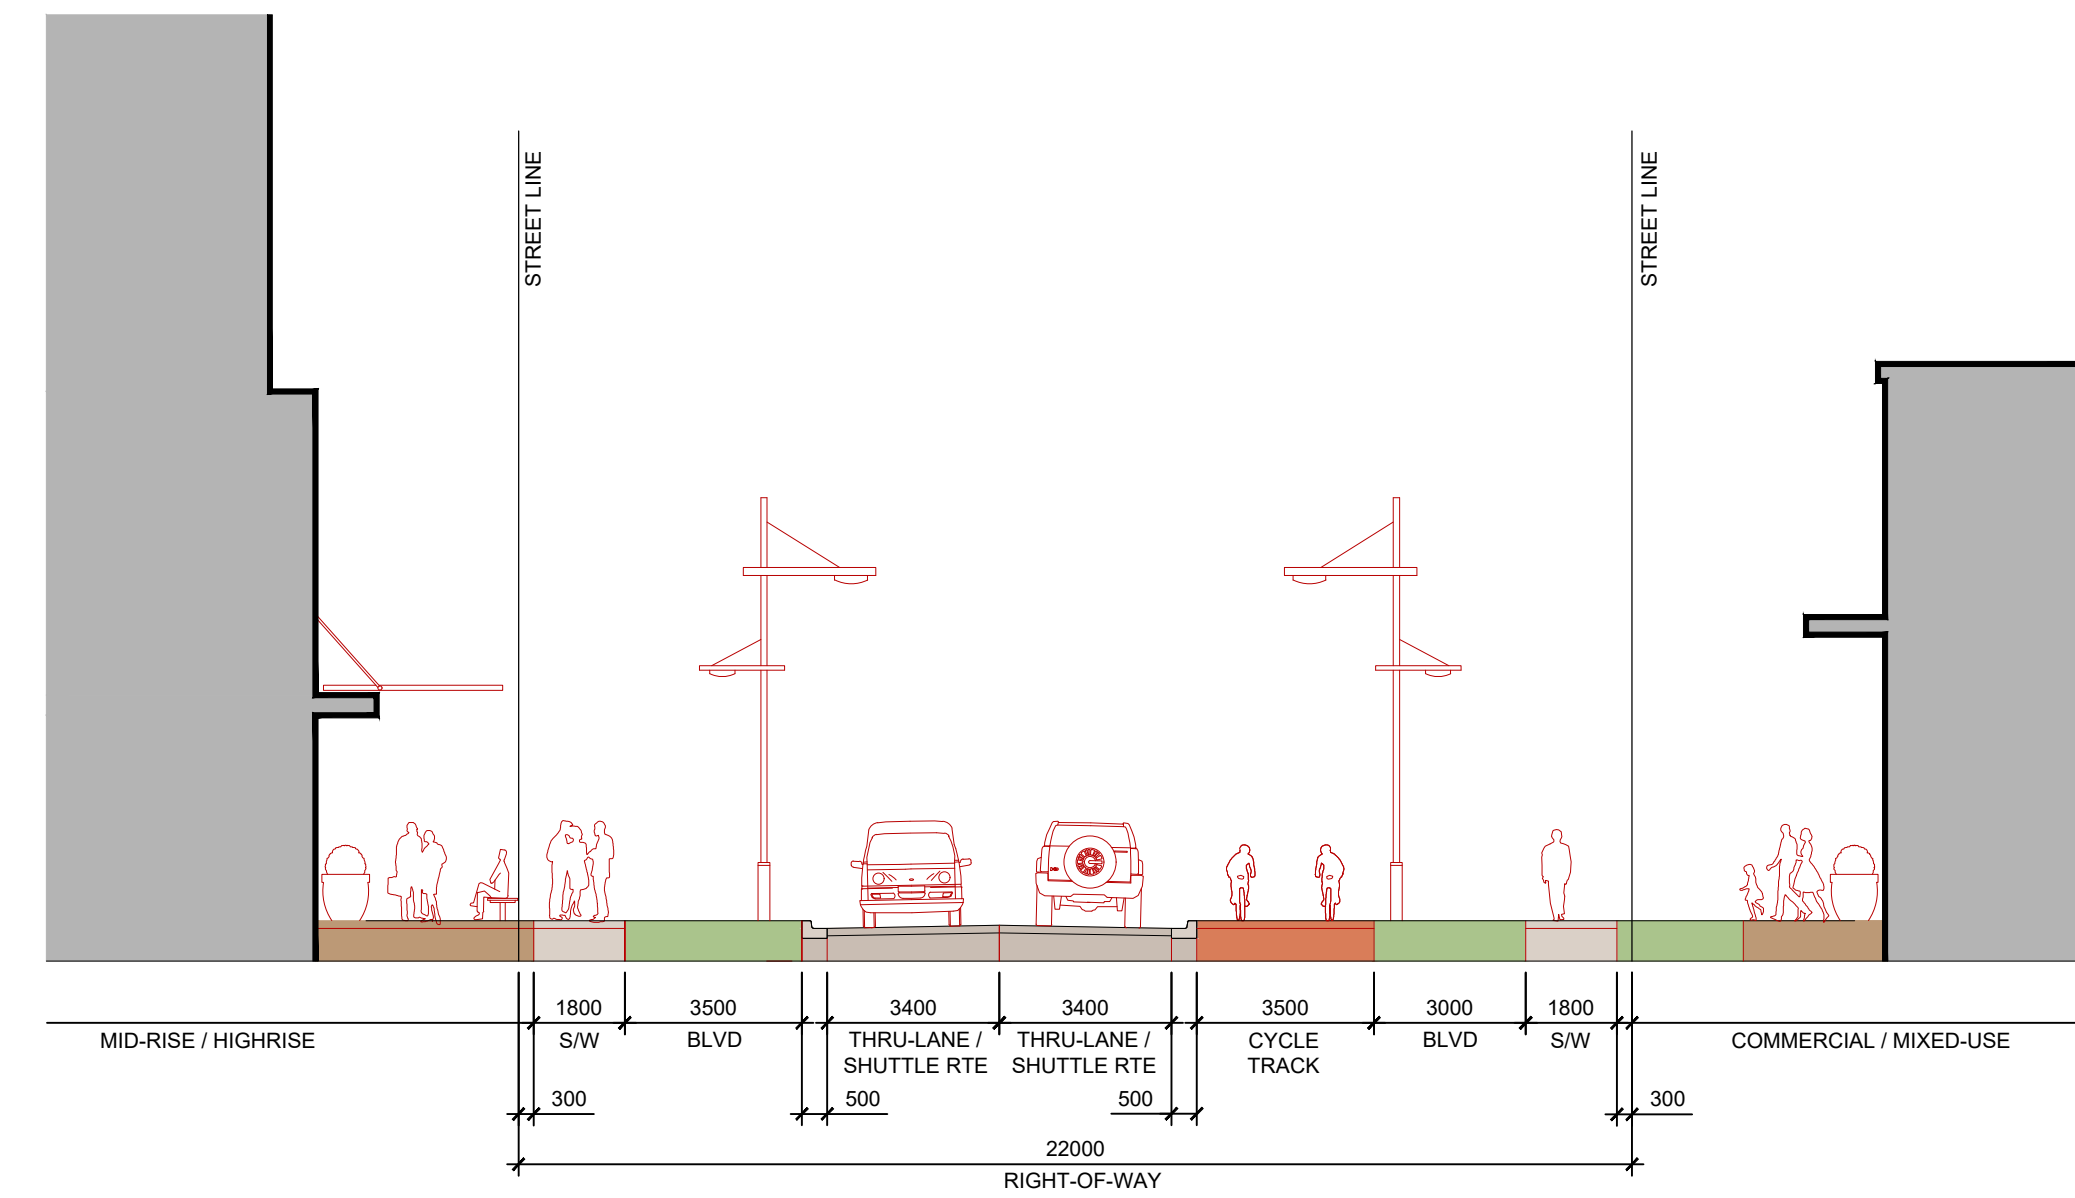 STREET LINE
STREET LINE
1800
3500
3400
3400
3500
3000
1800
MID-RISE / HIGHRISE
S/W
BLVD
THRU-LANE /
SHUTTLE RTE
THRU-LANE /
SHUTTLE RTE
CYCLE
TRACK
BLVD
S/W
COMMERCIAL / MIXED-USE
300
500
500
300
22000
RIGHT-OF-WAY